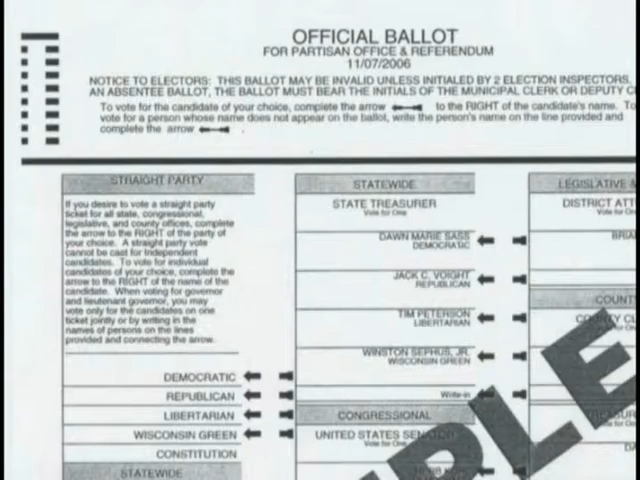 OFFICIAL BALLOT
FOR PARTISAN OFFICE & REFERENDUM
11/07/2006
NOTICE TO ELECTORS: THIS BALLOT MAY BE INVALID UNLESS INITIALED BY 2 ELECTION INSPECTORS.
AN ABSENTEE BALLOT, THE BALLOT MUST BEAR THE INITIALS OF THE MUNICIPAL CLERK OR DEPUTY
To vote for the candidate of your choice, complete the arrow to the RIGHT of the candidate's name. To
vote for a person whose name does not appear on the ballot, write the person's name on the line provided and
complete the arrow .
STRAIGHT PARTY
If you desire to vote a straight party
ticket for all state, congressional,
legislative, and county offices, complete
the arrow to the RIGHT of the party of
your choice. A straight party vote
cannot be cast for Independent
candidates. To vote for individual
candidates of your choice, complete the
arrow to the RIGHT of the name of the
candidate. When voting for governor
and lieutenant governor, you may
vote only for the candidates on one
ticket jointly or by writing in the
names of persons on the lines
provided and connecting the arrow.
DEMOCRATIC
REPUBLICAN
LIBERTARIAN
WISCONSIN GREEN
CONSTITUTION
STATEWIDE
STATEWIDE
STATE TREASURER
Vote for One
DAWN MARIE SASS
DEMOCRATIC
JACK C. VOIGHT
REPUBLICAN
TIM PETERSON
LIBERTARIAN
WINSTON SEPHUS, JR.
WISCONSIN GREEN
Write-in
CONGRESSIONAL
UNITED STATES SENATOR
Vote for One
HERB
LEGISLATIVE &
DISTRICT ATT
Vote for
BRIA
COUNT
COUNTY CL
Vote for
PLE